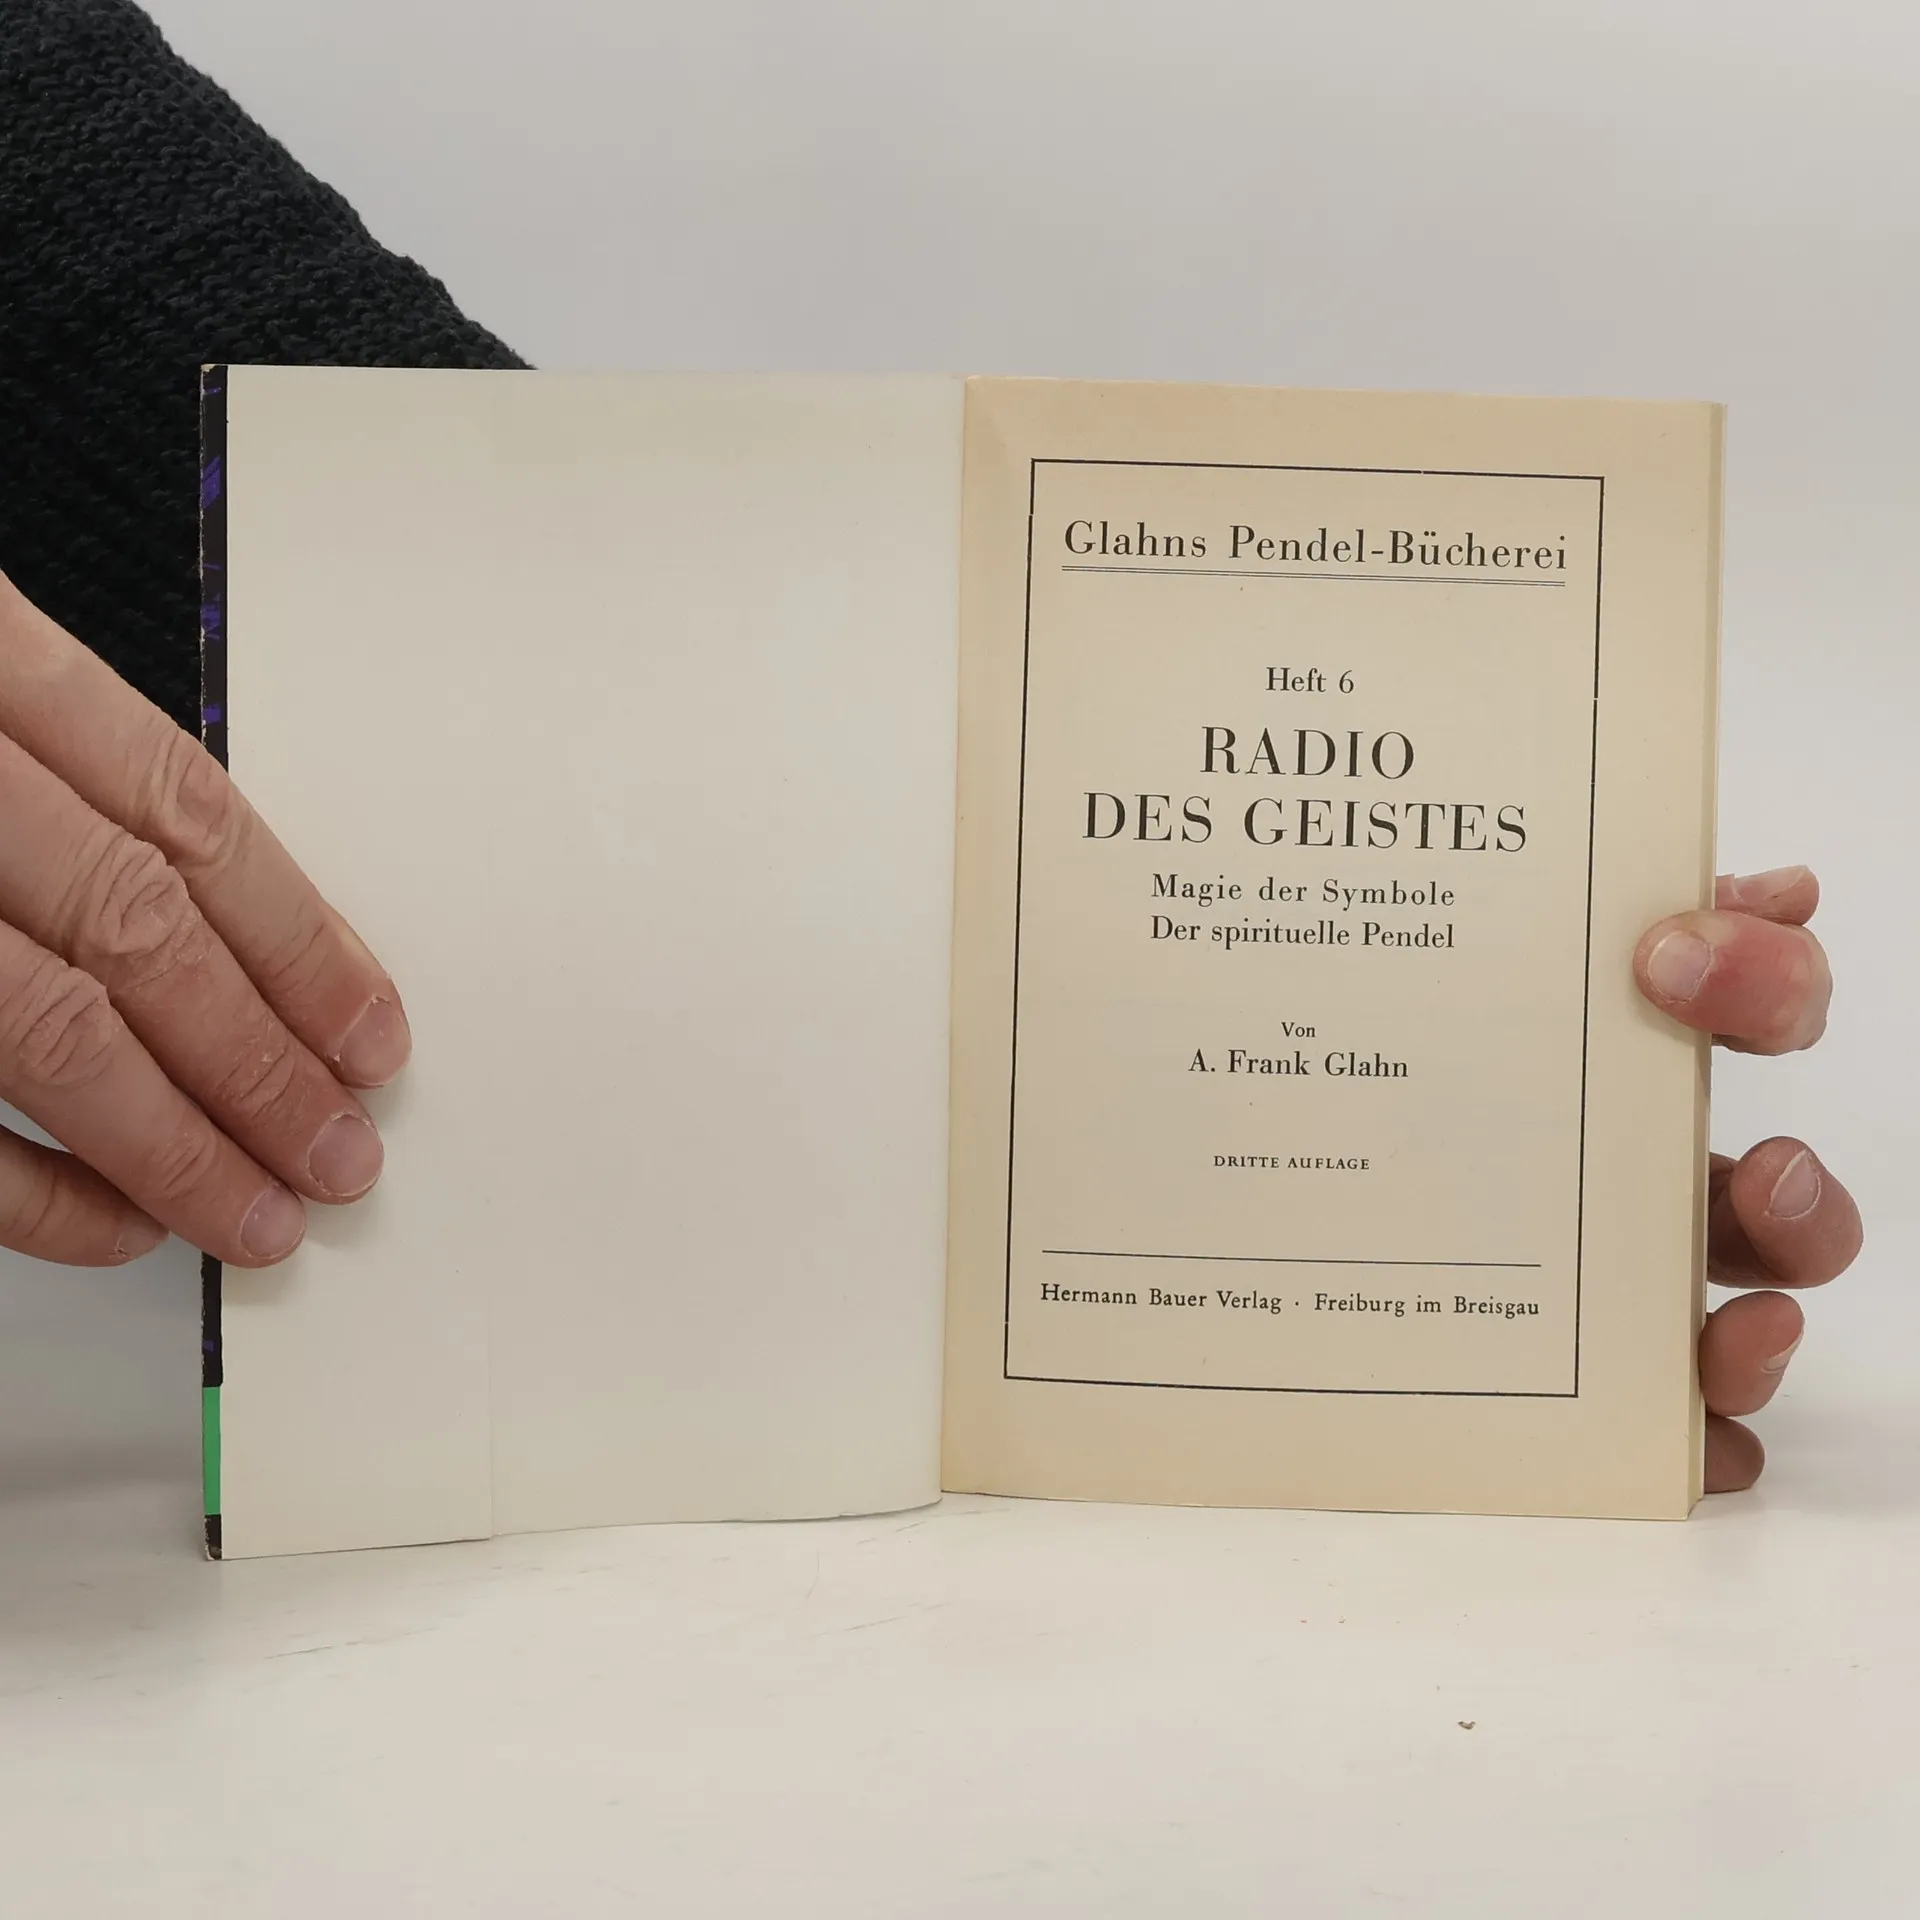 Glahns Pendel-Bücherei
Heft 6
RADIO
DES GEISTES
Magie der Symbole
Der spirituelle Pendel
Von
A. Frank Glahn
DRITTE AUFLAGE
Hermann Bauer Verlag · Freiburg im Breisgau